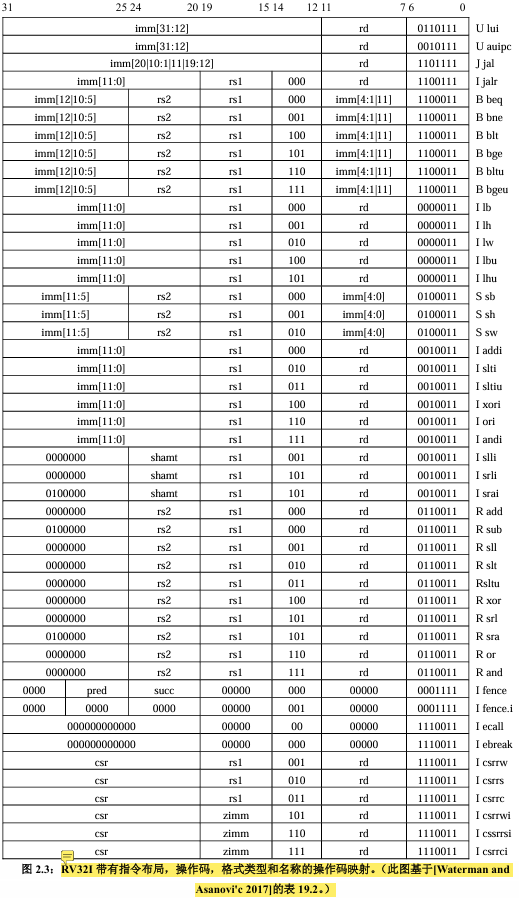 31 25 24 20 19 15 14 12 11 7 6 0
imm[31:12] rd 0110111 U lui
imm[31:12] rd 0010111 U auipc
imm[20|10:1|11|19:12] rd 1101111 J jal
imm[11:0] rs1 000 rd 1100111 I jalr
imm[12|10:5] rs2 rs1 000 imm[4:1|11] 1100011 B beq
imm[12|10:5] rs2 rs1 001 imm[4:1|11] 1100011 B bne
imm[12|10:5] rs2 rs1 100 imm[4:1|11] 1100011 B blt
imm[12|10:5] rs2 rs1 101 imm[4:1|11] 1100011 B bge
imm[12|10:5] rs2 rs1 110 imm[4:1|11] 1100011 B bltu
imm[12|10:5] rs2 rs1 111 imm[4:1|11] 1100011 B bgeu
imm[11:0] rs1 000 rd 0000011 I lb
imm[11:0] rs1 001 rd 0000011 I lh
imm[11:0] rs1 010 rd 0000011 I lw
imm[11:0] rs1 100 rd 0000011 I lbu
imm[11:0] rs1 101 rd 0000011 I lhu
imm[11:5] rs2 rs1 000 imm[4:0] 0100011 S sb
imm[11:5] rs2 rs1 001 imm[4:0] 0100011 S sh
imm[11:5] rs2 rs1 010 imm[4:0] 0100011 S sw
imm[11:0] rs1 000 rd 0010011 I addi
imm[11:0] rs1 010 rd 0010011 I slti
imm[11:0] rs1 011 rd 0010011 I sltiu
imm[11:0] rs1 100 rd 0010011 I xori
imm[11:0] rs1 110 rd 0010011 I ori
imm[11:0] rs1 111 rd 0010011 I andi
0000000 shamt rs1 001 rd 0010011 I slli
0000000 shamt rs1 101 rd 0010011 I srli
0100000 shamt rs1 101 rd 0010011 I srai
0000000 rs2 rs1 000 rd 0110011 R add
0100000 rs2 rs1 000 rd 0110011 R sub
0000000 rs2 rs1 001 rd 0110011 R sll
0000000 rs2 rs1 010 rd 0110011 R slt
0000000 rs2 rs1 011 rd 0110011 Rsltu
0000000 rs2 rs1 100 rd 0110011 R xor
0000000 rs2 rs1 101 rd 0110011 R srl
0100000 rs2 rs1 101 rd 0110011 R sra
0000000 rs2 rs1 110 rd 0110011 R or
0000000 rs2 rs1 111 rd 0110011 R and
0000 pred succ 00000 000 00000 0001111 I fence
0000 0000 0000 00000 001 00000 0001111 I fence.i
000000000000 00000 00 00000 1110011 I ecall
000000000000 00000 000 00000 1110011 I ebreak
csr rs1 001 rd 1110011 I csrrw
csr rs1 010 rd 1110011 I csrrs
csr rs1 011 rd 1110011 I csrrc
csr zimm 101 rd 1110011 I csrrwi
csr zimm 110 rd 1110011 I cssrrsi
csr zimm 111 rd 1110011 I csrrci
图 2.3：RV32I 带有指令布局，操作码，格式类型和名称的操作码映射。（此图基于[Waterman and
Asanovi'c 2017]的表 19.2。）